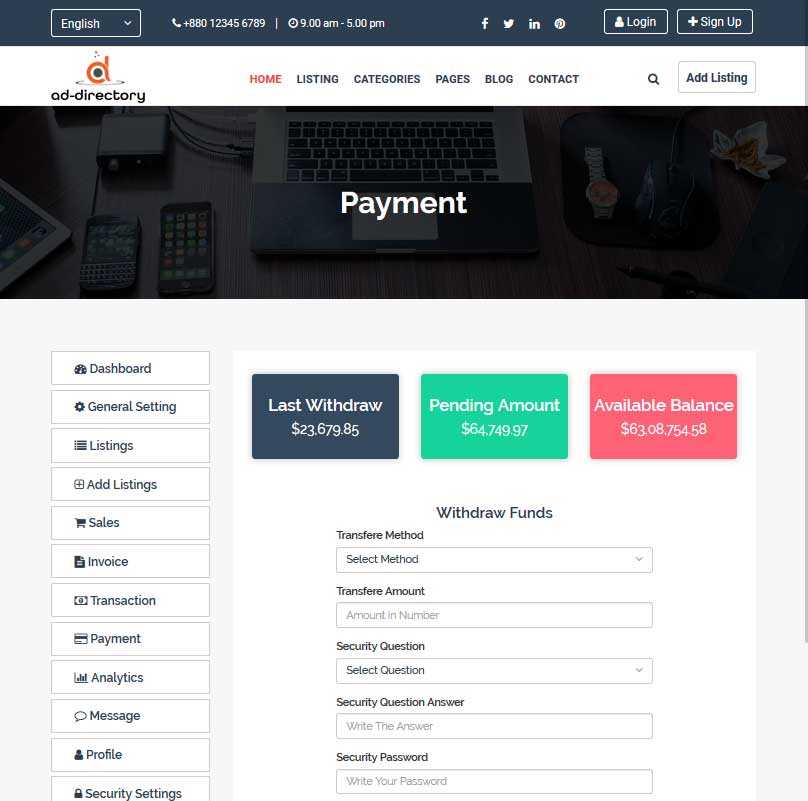 English
+880 12345 6789 | 9.00 am - 5.00 pm
Login
Sign Up
ad-directory
HOME LISTING CATEGORIES PAGES BLOG CONTACT
Add Listing
Payment
Dashboard
General Setting
Listings
Add Listings
Sales
Invoice
Transaction
Payment
Analytics
Message
Profile
Security Settings
Last Withdraw
$23,679.85
Pending Amount
$64,749.97
Available Balance
$63,08,754.58
Withdraw Funds
Transfere Method
Select Method
Transfere Amount
Amount in Number
Security Question
Select Question
Security Question Answer
Write The Answer
Security Password
Write Your Password